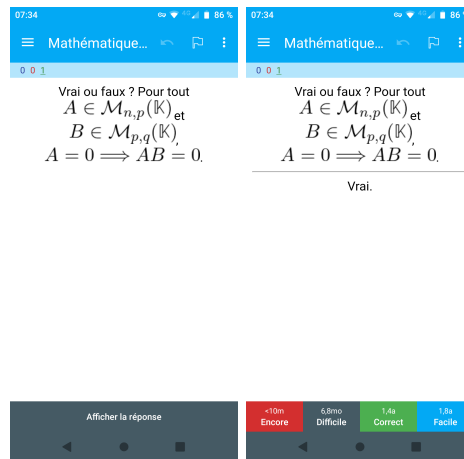 07:34 4G 86 %
Mathématique...
0 0 1
Vrai ou faux ? Pour tout
A ∈ ℳn,p(𝕂) et
B ∈ ℳp,q(𝕂),
A = 0 ⟹ AB = 0.
Afficher la réponse
07:34 4G 86
Mathématique...
0 0 1
Vrai ou faux ? Pour tout
A ∈ ℳn,p(𝕂) et
B ∈ ℳp,q(𝕂),
A = 0 ⟹ AB = 0.
Vrai.
<10m 6,8mo 1,4a 1,8a
Encore Difficile Correct Facile